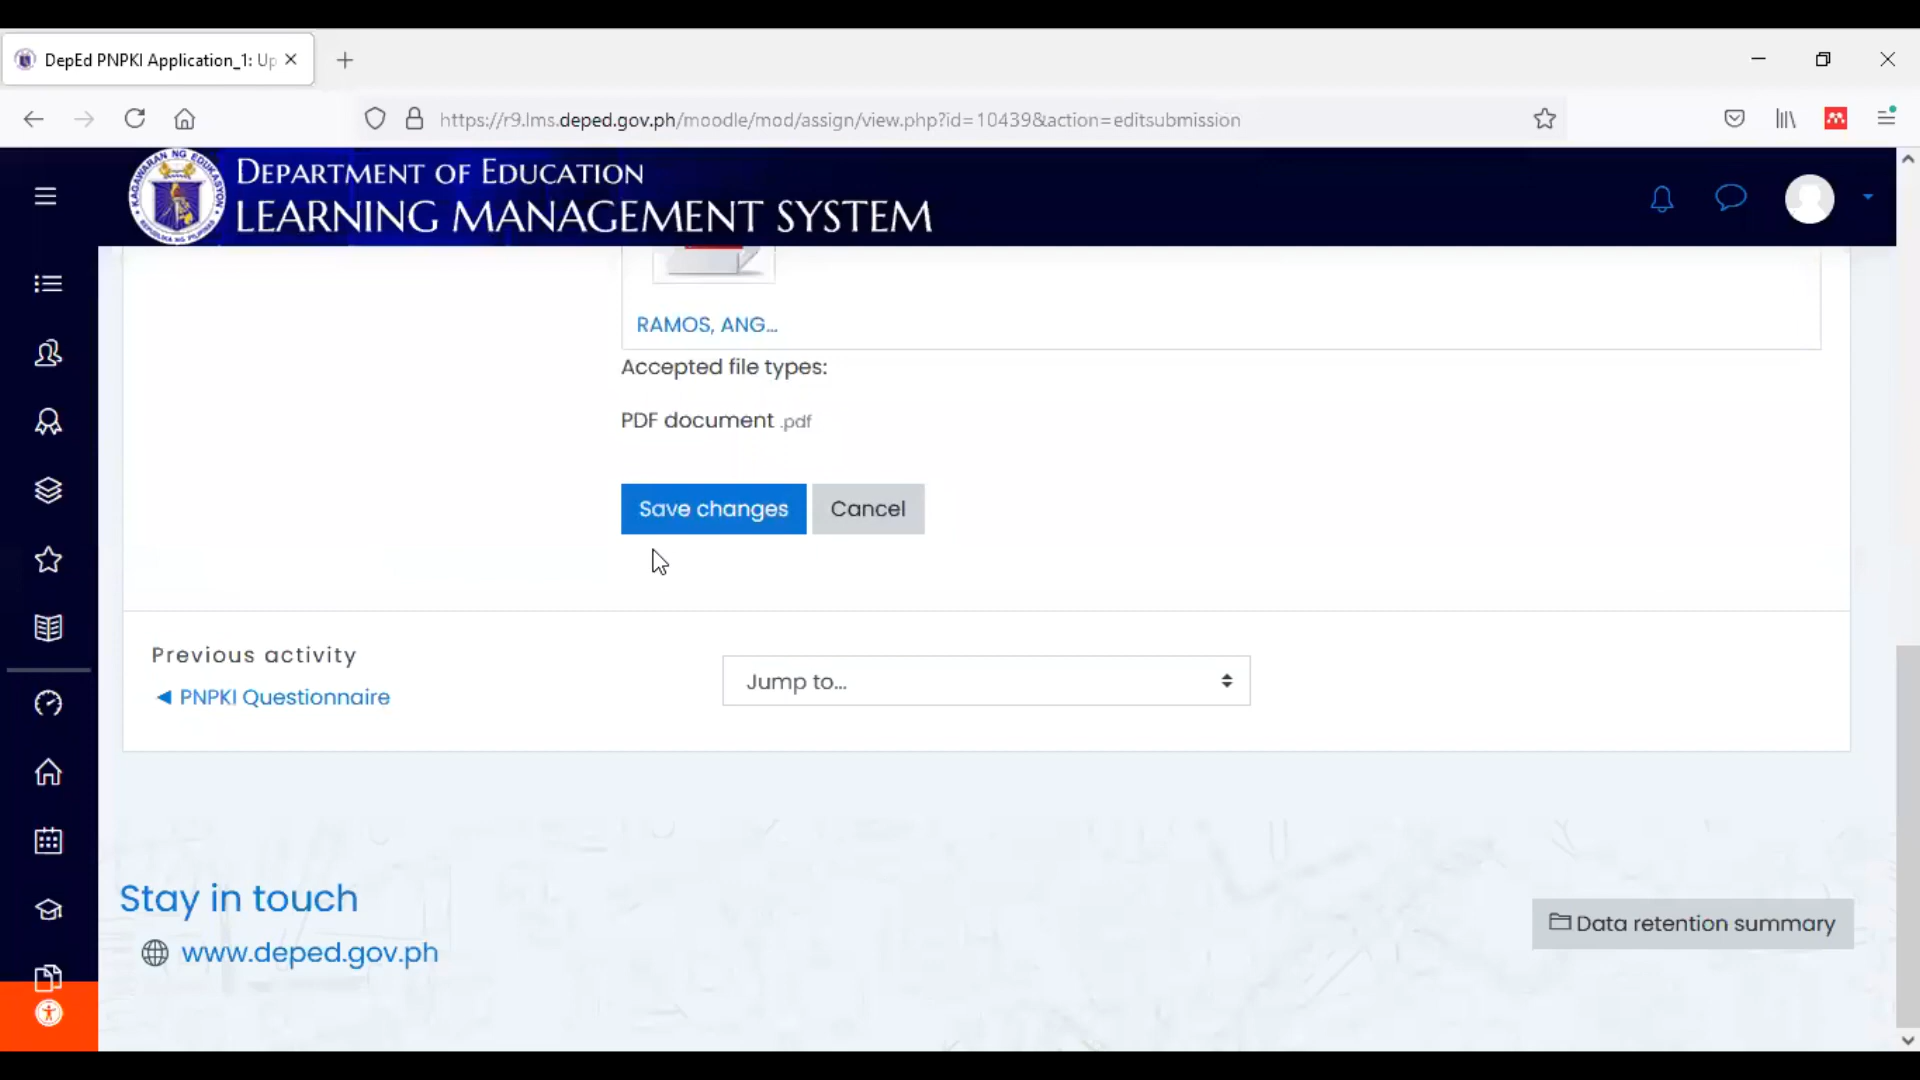 DepEd PNPKI Application_1: Up
https://r9.lms.deped.gov.ph/moodle/mod/assign/view.php?id=10439&action=editsubmission
DEPARTMENT OF EDUCATION
LEARNING MANAGEMENT SYSTEM
RAMOS, ANG...
Accepted file types:
PDF document .pdf
Save changes
Cancel
Previous activity
◄ PNPKI Questionnaire
Jump to...
Stay in touch
www.deped.gov.ph
Data retention summary